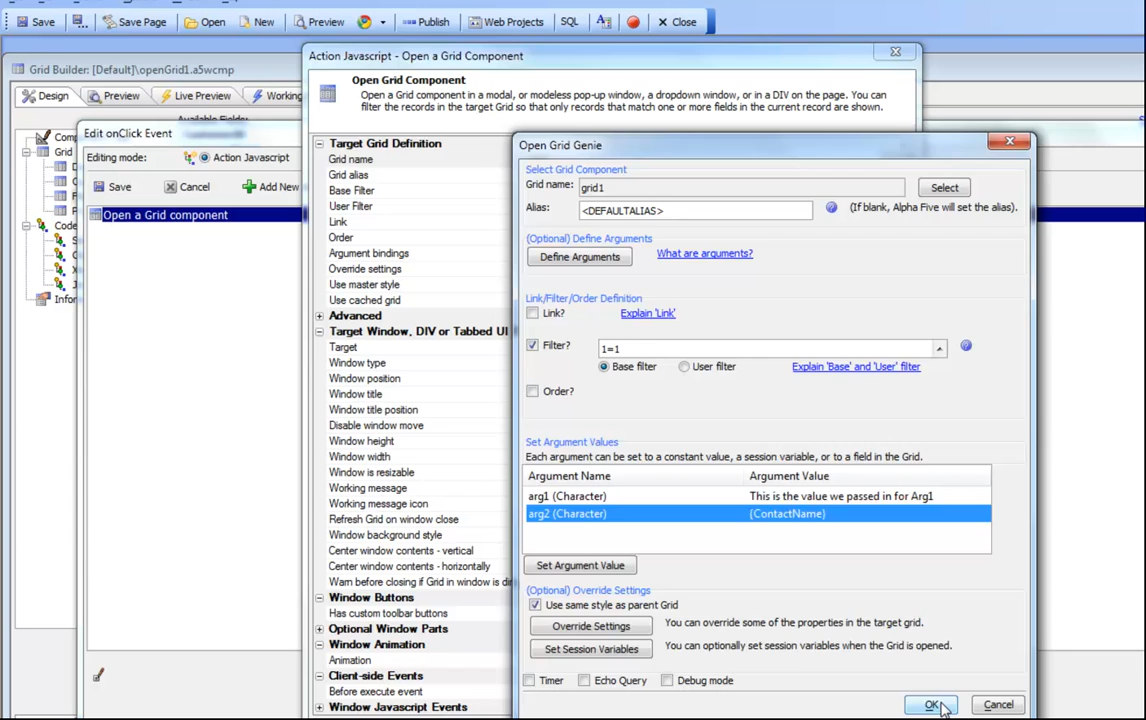 Save
Save Page
Open
New
Preview
Publish
Web Projects
SQL
Close
Grid Builder: [Default]\openGrid1.a5wcmp
Design
Preview
Live Preview
Working
Available Fields:
Comp
Grid
Code
Infor
Edit onClick Event
Editing mode:
Action Javascript
Save
Cancel
Add New
Open a Grid component
Action Javascript - Open a Grid Component
Open Grid Component
Open a Grid component in a modal, or modeless pop-up window, a dropdown window, or in a DIV on the page. You can
filter the records in the target Grid so that only records that match one or more fields in the current record are shown.
Target Grid Definition
Grid name
Grid alias
Base Filter
User Filter
Link
Order
Argument bindings
Override settings
Use master style
Use cached grid
Advanced
Target Window, DIV or Tabbed UI
Target
Window type
Window position
Window title
Window title position
Disable window move
Window height
Window width
Window is resizable
Working message
Working message icon
Refresh Grid on window close
Window background style
Center window contents - vertical
Center window contents - horizontally
Warn before closing if Grid in window is dir
Window Buttons
Has custom toolbar buttons
Optional Window Parts
Window Animation
Animation
Client-side Events
Before execute event
Window Javascript Events
Open Grid Genie
Select Grid Component
Grid name: grid1 Select
Alias: <DEFAULTALIAS> (If blank, Alpha Five will set the alias).
(Optional) Define Arguments
Define Arguments What are arguments?
Link/Filter/Order Definition
Link? Explain 'Link'
Filter? 1=1
Base filter User filter Explain 'Base' and 'User' filter
Order?
Set Argument Values
Each argument can be set to a constant value, a session variable, or to a field in the Grid.
Argument Name Argument Value
arg1 (Character) This is the value we passed in for Arg1
arg2 (Character) {ContactName}
Set Argument Value
(Optional) Override Settings
Use same style as parent Grid
Override Settings You can override some of the properties in the target grid.
Set Session Variables You can optionally set session variables when the Grid is opened.
Timer Echo Query Debug mode
OK Cancel